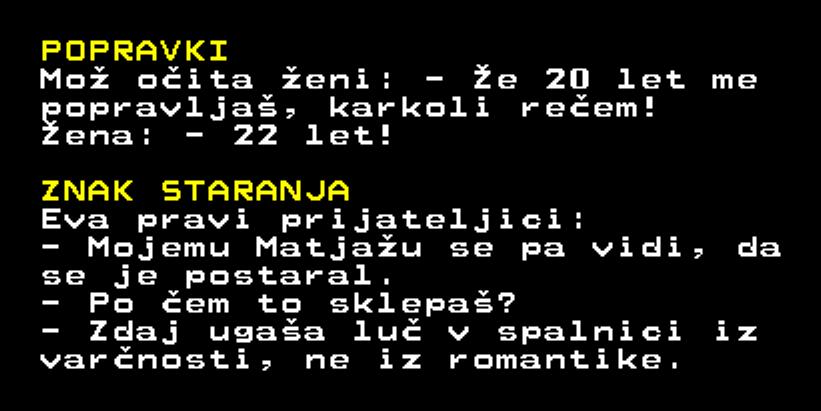 POPRAVKI
Mož očita ženi: - Že 20 let me
popravljaš, karkoli rečem!
Žena: - 22 let!
ZNAK STARANJA
Eva pravi prijateljici:
- Mojemu Matjažu se pa vidi, da
se je postaral.
- Po čem to sklepaš?
- Zdaj ugaša luč v spalnici iz
varčnosti, ne iz romantike.